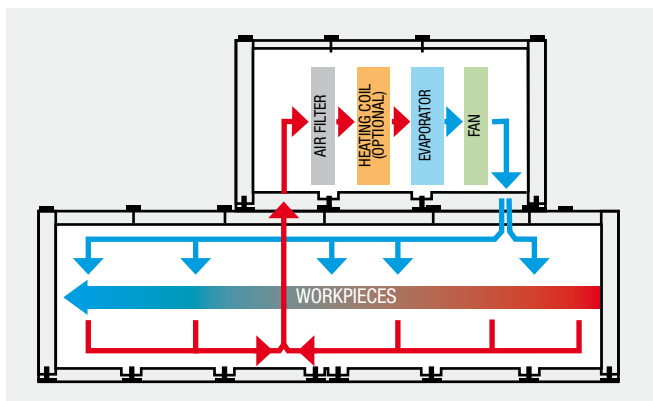 AIR FILTER
HEATING COIL
(OPTIONAL)
EVAPORATOR
FAN
WORKPIECES